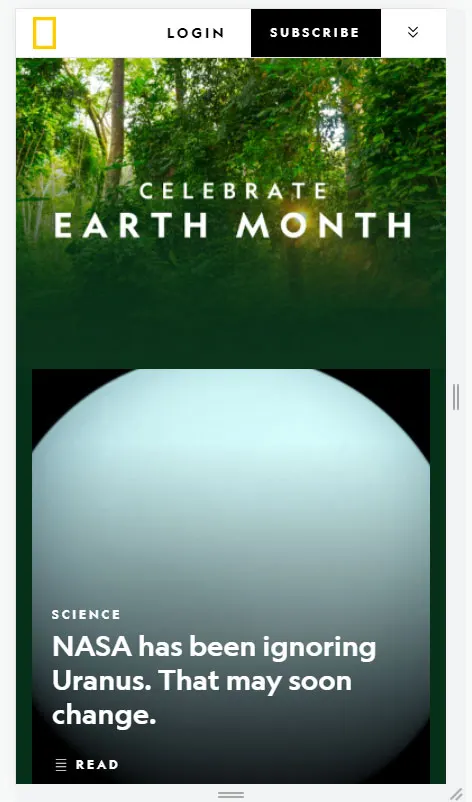 LOGIN
SUBSCRIBE
CELEBRATE
EARTH MONTH
SCIENCE
NASA has been ignoring
Uranus. That may soon
change.
READ